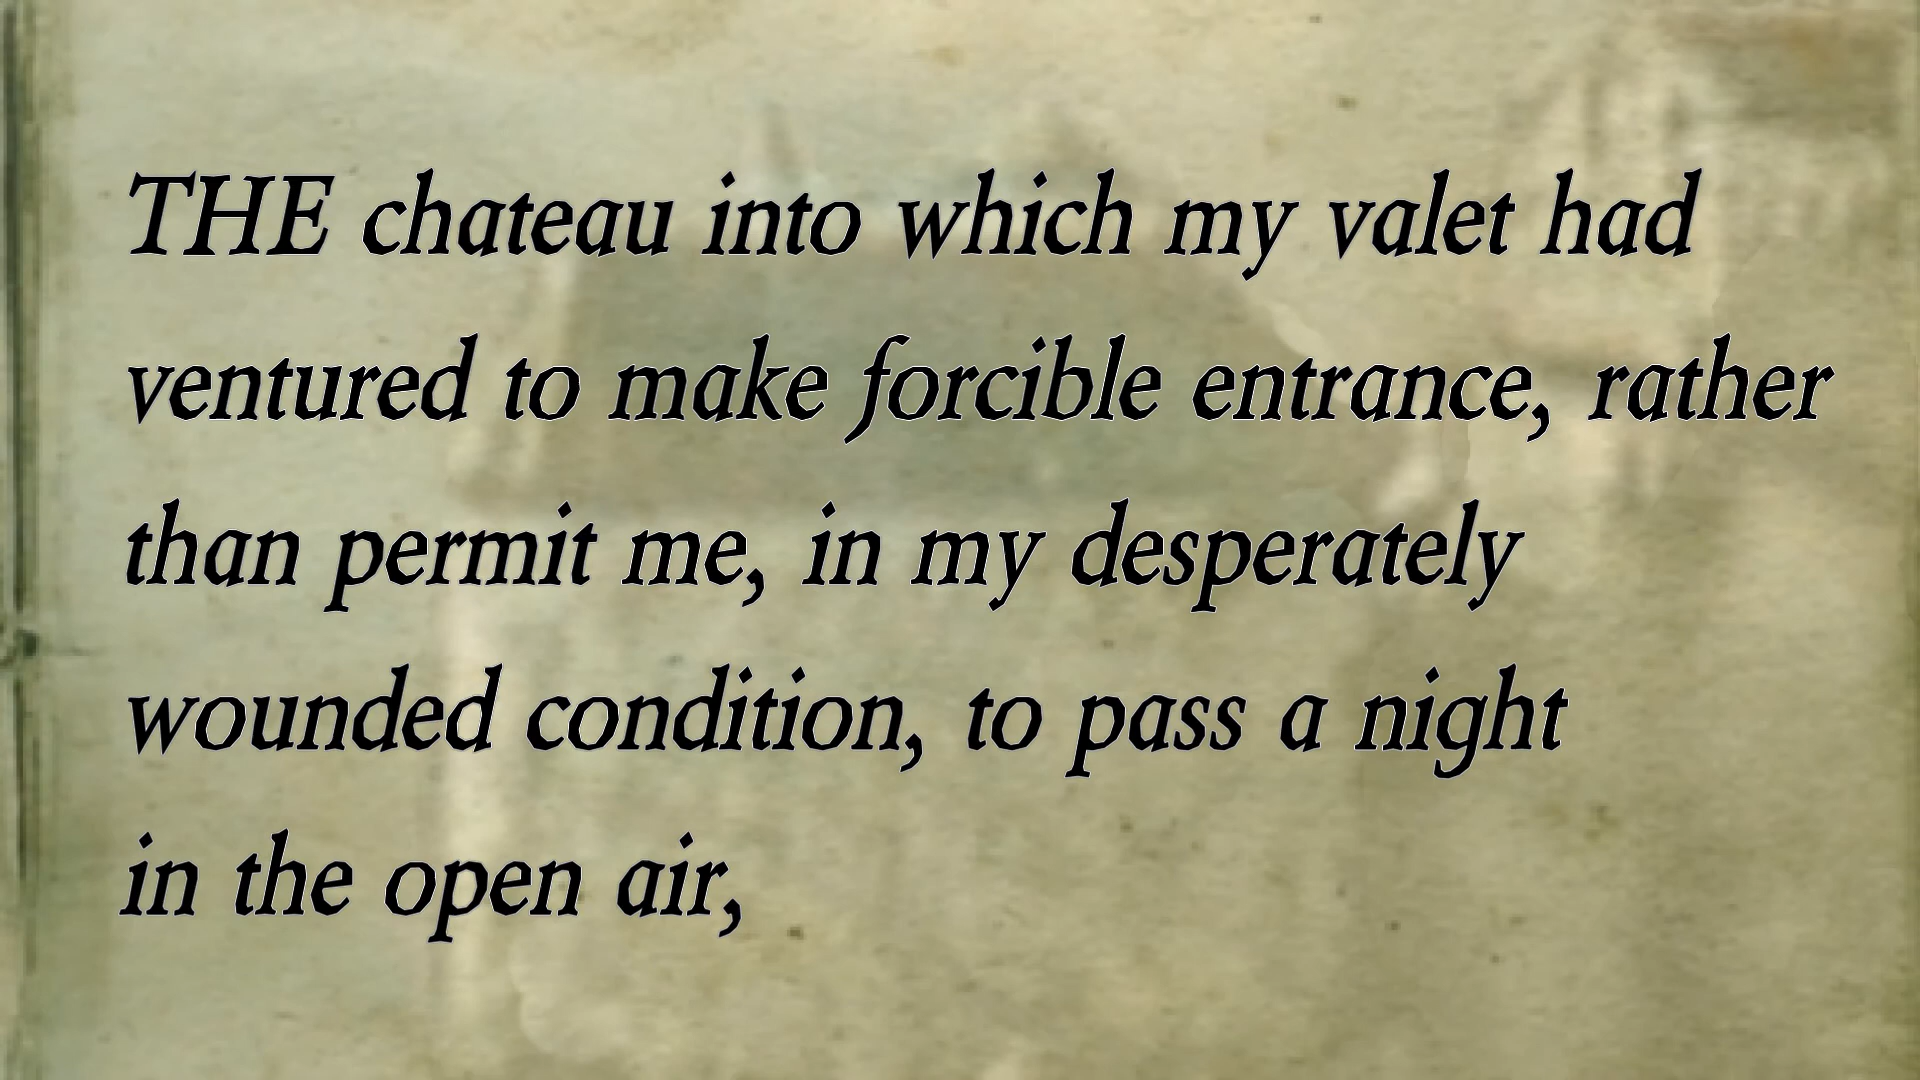 THE chateau into which my valet had
ventured to make forcible entrance, rather
than permit me, in my desperately
wounded condition, to pass a night
in the open air,